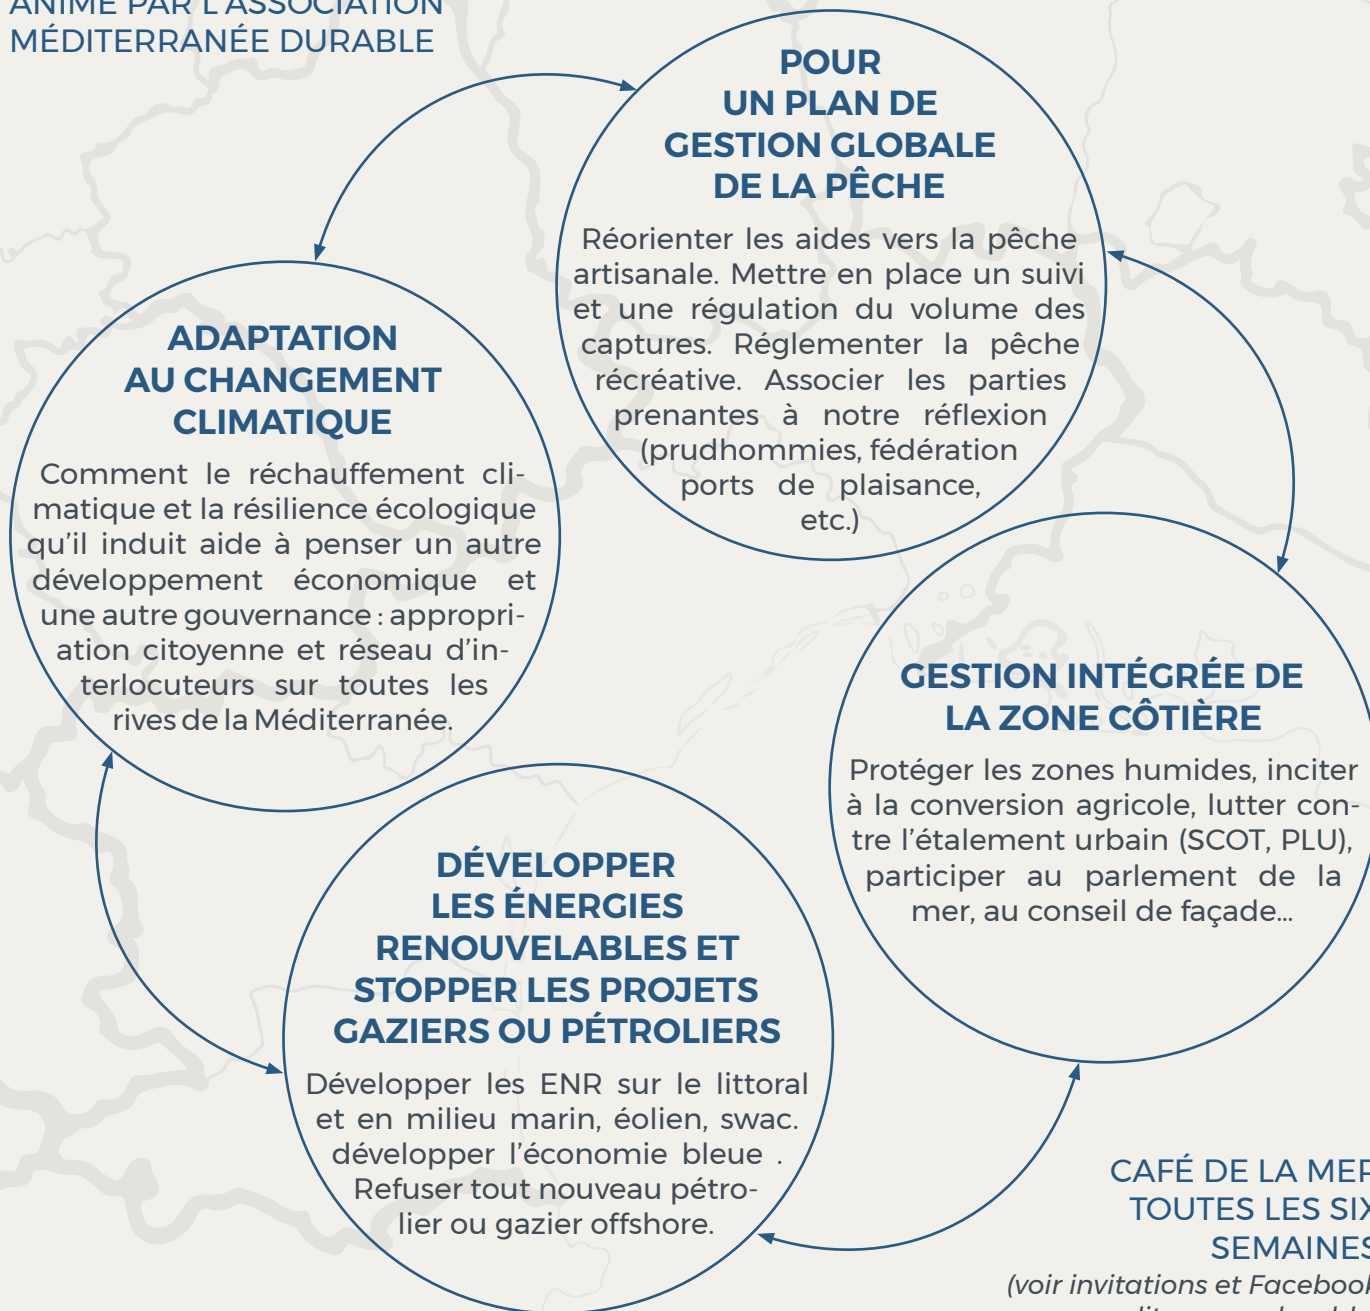 ANIMÉ PAR L'ASSOCIATION
MÉDITERRANÉE DURABLE
POUR
UN PLAN DE
GESTION GLOBALE
DE LA PÊCHE
Réorienter les aides vers la pêche
artisanale. Mettre en place un suivi
et une régulation du volume des
captures. Réglementer la pêche
récréative. Associer les parties
prenantes à notre réflexion
(prudhommies, fédération
ports de plaisance,
etc.)
ADAPTATION
AU CHANGEMENT
CLIMATIQUE
Comment le réchauffement cli-
matique et la résilience écologique
qu'il induit aide à penser un autre
développement économique et
une autre gouvernance : appropri-
ation citoyenne et réseau d'in-
terlocuteurs sur toutes les
rives de la Méditerranée.
GESTION INTÉGRÉE DE
LA ZONE CÔTIÈRE
Protéger les zones humides, inciter
à la conversion agricole, lutter con-
tre l'étalement urbain (SCOT, PLU),
participer au parlement de la
mer, au conseil de façade...
DÉVELOPPER
LES ÉNERGIES
RENOUVELABLES ET
STOPPER LES PROJETS
GAZIERS OU PÉTROLIERS
Développer les ENR sur le littoral
et en milieu marin, éolien, swac.
développer l'économie bleue .
Refuser tout nouveau pétro-
lier ou gazier offshore.
CAFÉ DE LA MER
TOUTES LES SIX
SEMAINES
(voir invitations et Facebook